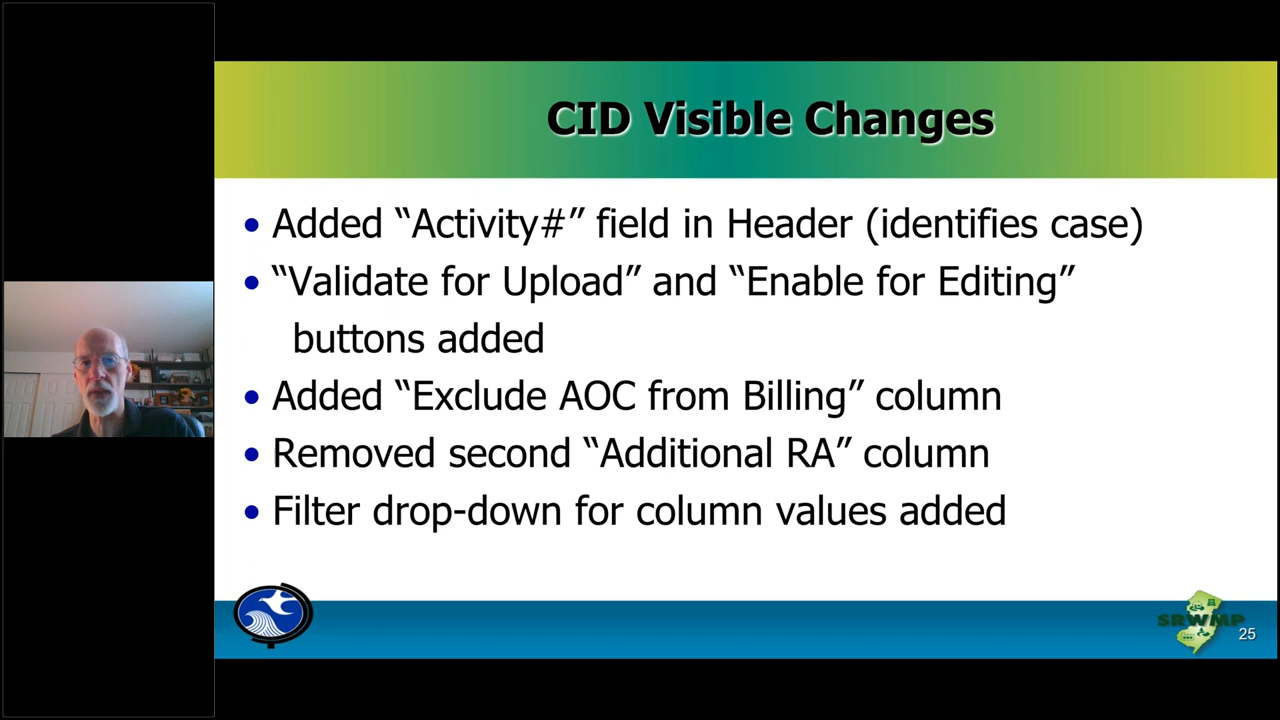 CID Visible Changes
• Added “Activity#” field in Header (identifies case)
• “Validate for Upload” and “Enable for Editing”
buttons added
• Added “Exclude AOC from Billing” column
• Removed second “Additional RA” column
• Filter drop-down for column values added
SRWMP
25